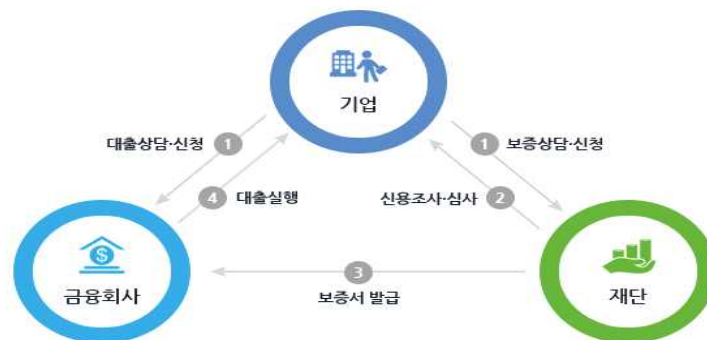 기업
대출상담·신청 1
1 보증상담·신청
4 대출실행
신용조사·심사 2
$
금융회사
3
보증서 발급
재단